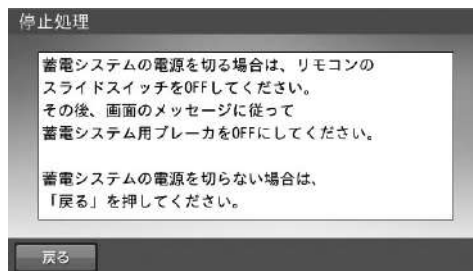 停止処理
蓄電システムの電源を切る場合は、リモコンの
スライドスイッチをOFFしてください。
その後、画面のメッセージに従って
蓄電システム用ブレーカをOFFにしてください。
蓄電システムの電源を切らない場合は、
「戻る」を押してください。
戻る